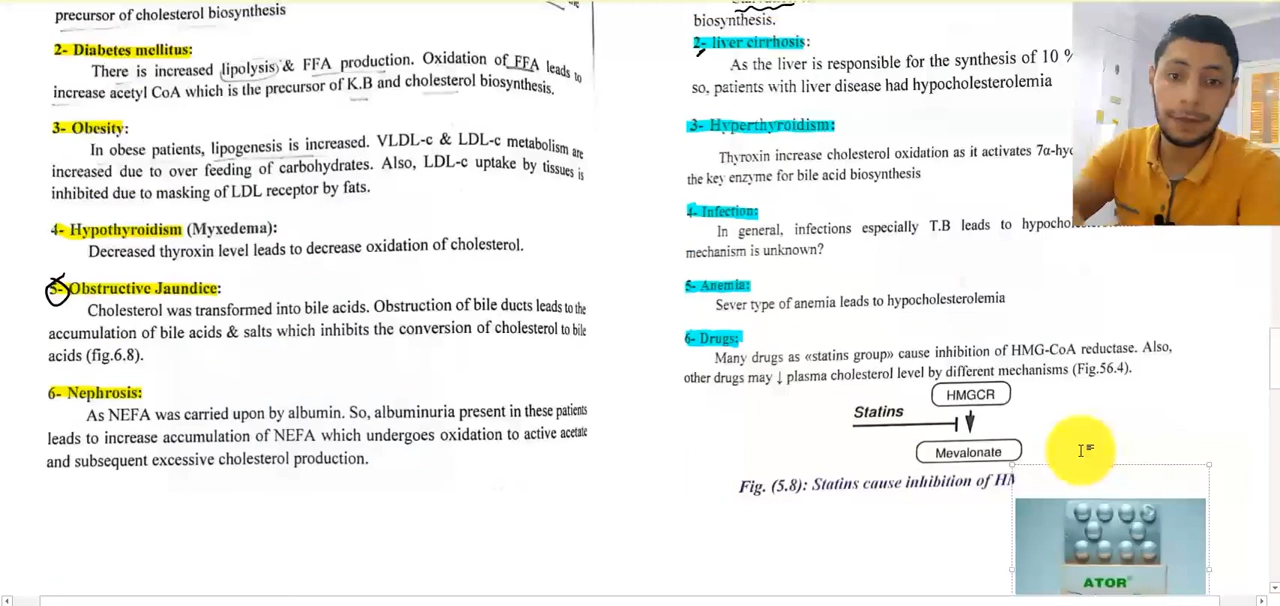 precursor of cholesterol biosynthesis
2- Diabetes mellitus:
There is increased lipolysis & FFA production. Oxidation of FFA leads to
increase acetyl CoA which is the precursor of K.B and cholesterol biosynthesis.
3- Obesity:
In obese patients, lipogenesis is increased. VLDL-c & LDL-c metabolism are
increased due to over feeding of carbohydrates. Also, LDL-c uptake by tissues is
inhibited due to masking of LDL receptor by fats.
4- Hypothyroidism (Myxedema):
Decreased thyroxin level leads to decrease oxidation of cholesterol.
5- Obstructive Jaundice:
Cholesterol was transformed into bile acids. Obstruction of bile ducts leads to the
accumulation of bile acids & salts which inhibits the conversion of cholesterol to bile
acids (fig.6.8).
6- Nephrosis:
As NEFA was carried upon by albumin. So, albuminuria present in these patients
leads to increase accumulation of NEFA which undergoes oxidation to active acetate
and subsequent excessive cholesterol production.
biosynthesis.
2- liver cirrhosis:
As the liver is responsible for the synthesis of 10 %
so, patients with liver disease had hypocholesterolemia
3- Hyperthyroidism:
Thyroxin increase cholesterol oxidation as it activates 7α-hy
the key enzyme for bile acid biosynthesis
4- Infection:
In general, infections especially T.B leads to hypochol
mechanism is unknown?
5- Anemia:
Sever type of anemia leads to hypocholesterolemia
6- Drugs:
Many drugs as «statins group» cause inhibition of HMG-CoA reductase. Also,
other drugs may ↓ plasma cholesterol level by different mechanisms (Fig.56.4).
HMGCR
Statins
Mevalonate
Fig. (5.8): Statins cause inhibition of HM
ATOR